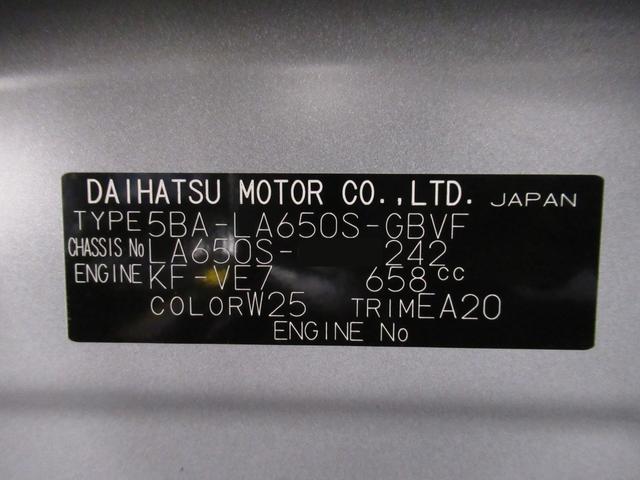 DAIHATSU MOTOR CO.,LTD. JAPAN
TYPE 5BA-LA650S-GBVF
CHASSIS No LA650S- 242
ENGINE KF-VE7 658cc
COLOR W25 TRIM EA20
ENGINE No